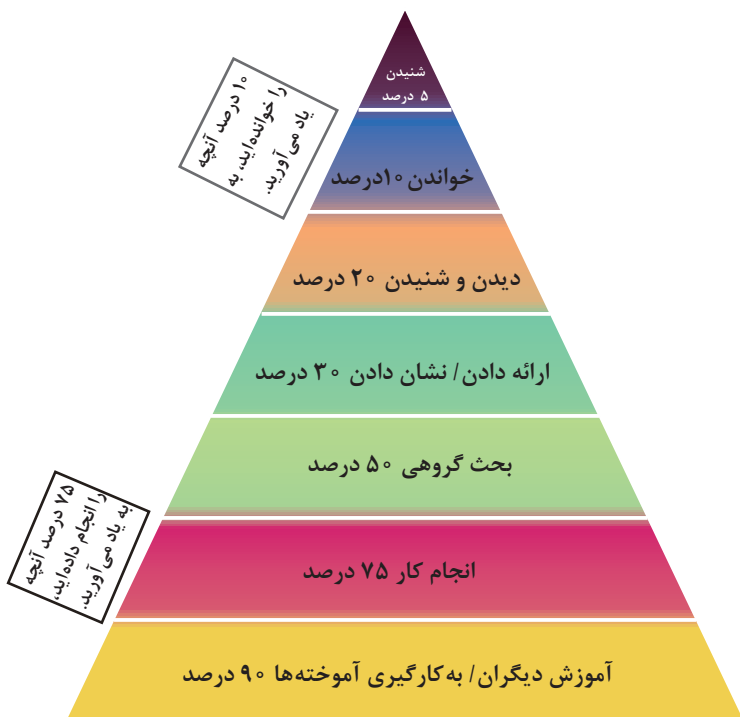 شنیدن
۵ درصد
۱۰ درصد آنچه
را خوانده‌اید، به
یاد می‌آورید.
خواندن ۱۰درصد
دیدن و شنیدن ۲۰ درصد
ارائه دادن/ نشان دادن ۳۰ درصد
بحث گروهی ۵۰ درصد
۷۵ درصد آنچه
را انجام داده‌اید،
به یاد می‌آورید.
انجام کار ۷۵ درصد
آموزش دیگران/ به‌کارگیری آموخته‌ها ۹۰ درصد